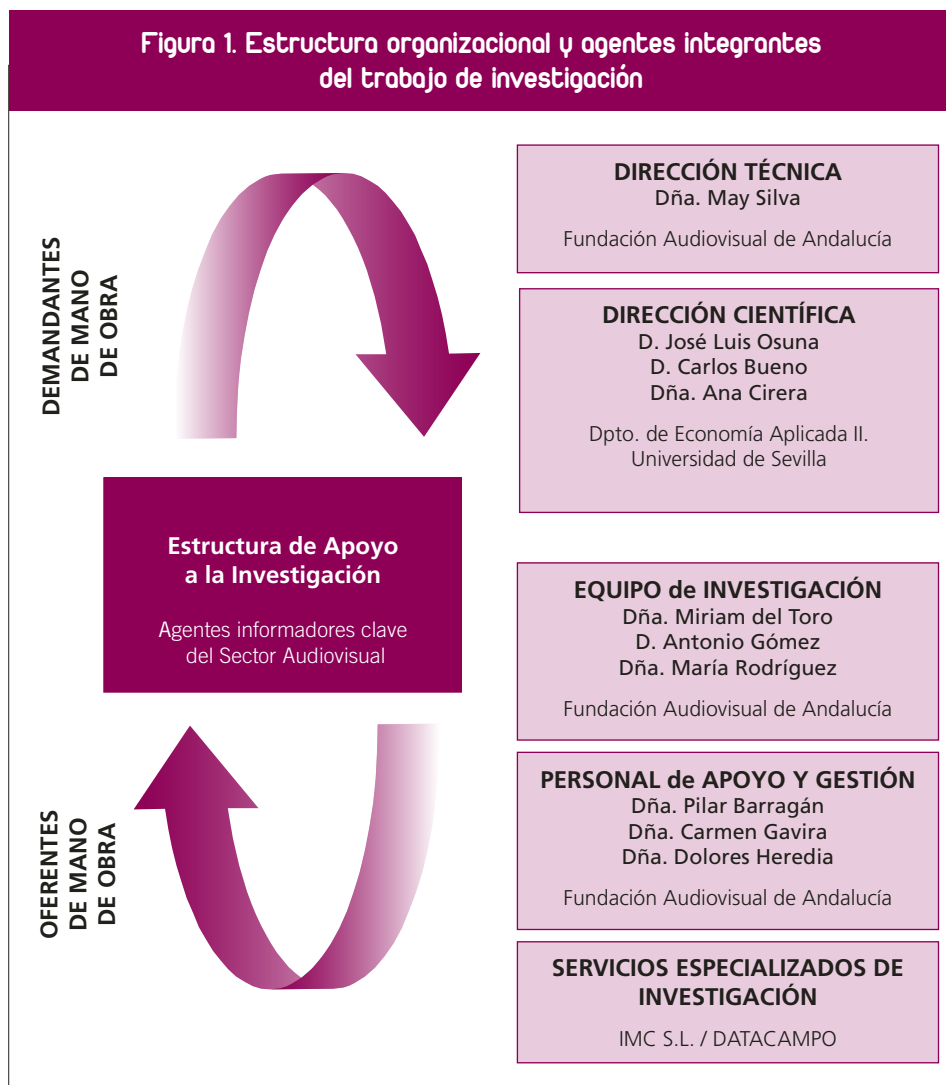 Figura 1. Estructura organizacional y agentes integrantes
del trabajo de investigación
DEMANDANTES
DE MANO
DE OBRA
Estructura de Apoyo
a la Investigación
Agentes informadores clave
del Sector Audiovisual
OFERENTES
DE MANO
DE OBRA
DIRECCIÓN TÉCNICA
Dña. May Silva
Fundación Audiovisual de Andalucía
DIRECCIÓN CIENTÍFICA
D. José Luis Osuna
D. Carlos Bueno
Dña. Ana Cirera
Dpto. de Economía Aplicada II.
Universidad de Sevilla
EQUIPO de INVESTIGACIÓN
Dña. Miriam del Toro
D. Antonio Gómez
Dña. María Rodríguez
Fundación Audiovisual de Andalucía
PERSONAL de APOYO Y GESTIÓN
Dña. Pilar Barragán
Dña. Carmen Gavira
Dña. Dolores Heredia
Fundación Audiovisual de Andalucía
SERVICIOS ESPECIALIZADOS DE
INVESTIGACIÓN
IMC S.L. / DATACAMPO